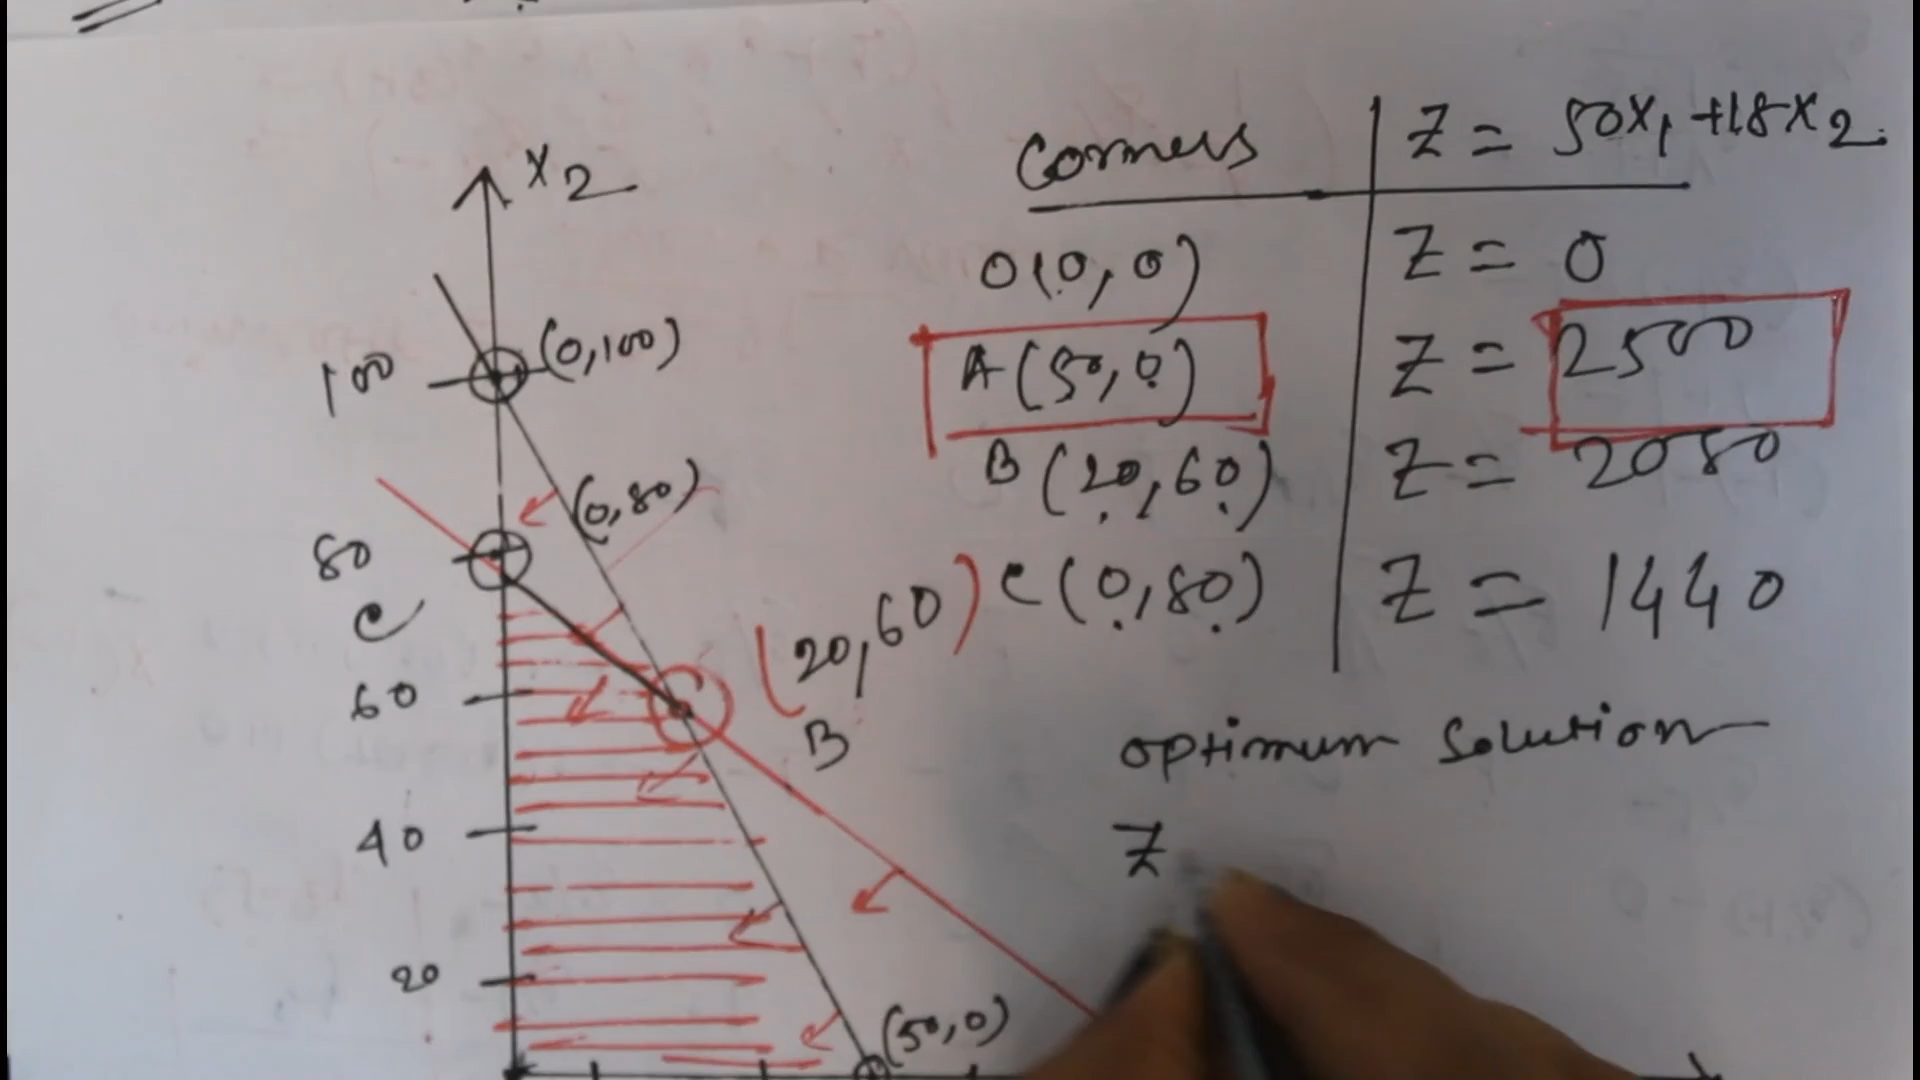 x2
100
(0,100)
(0,80)
80
C
60
(20,60)
B
40
20
(50,0)
Corners
Z = 50x1 + 18x2
O(0,0)
Z = 0
A(50,0)
Z = 2500
B(20,60)
Z = 2080
C(0,80)
Z = 1440
optimum solution
Z